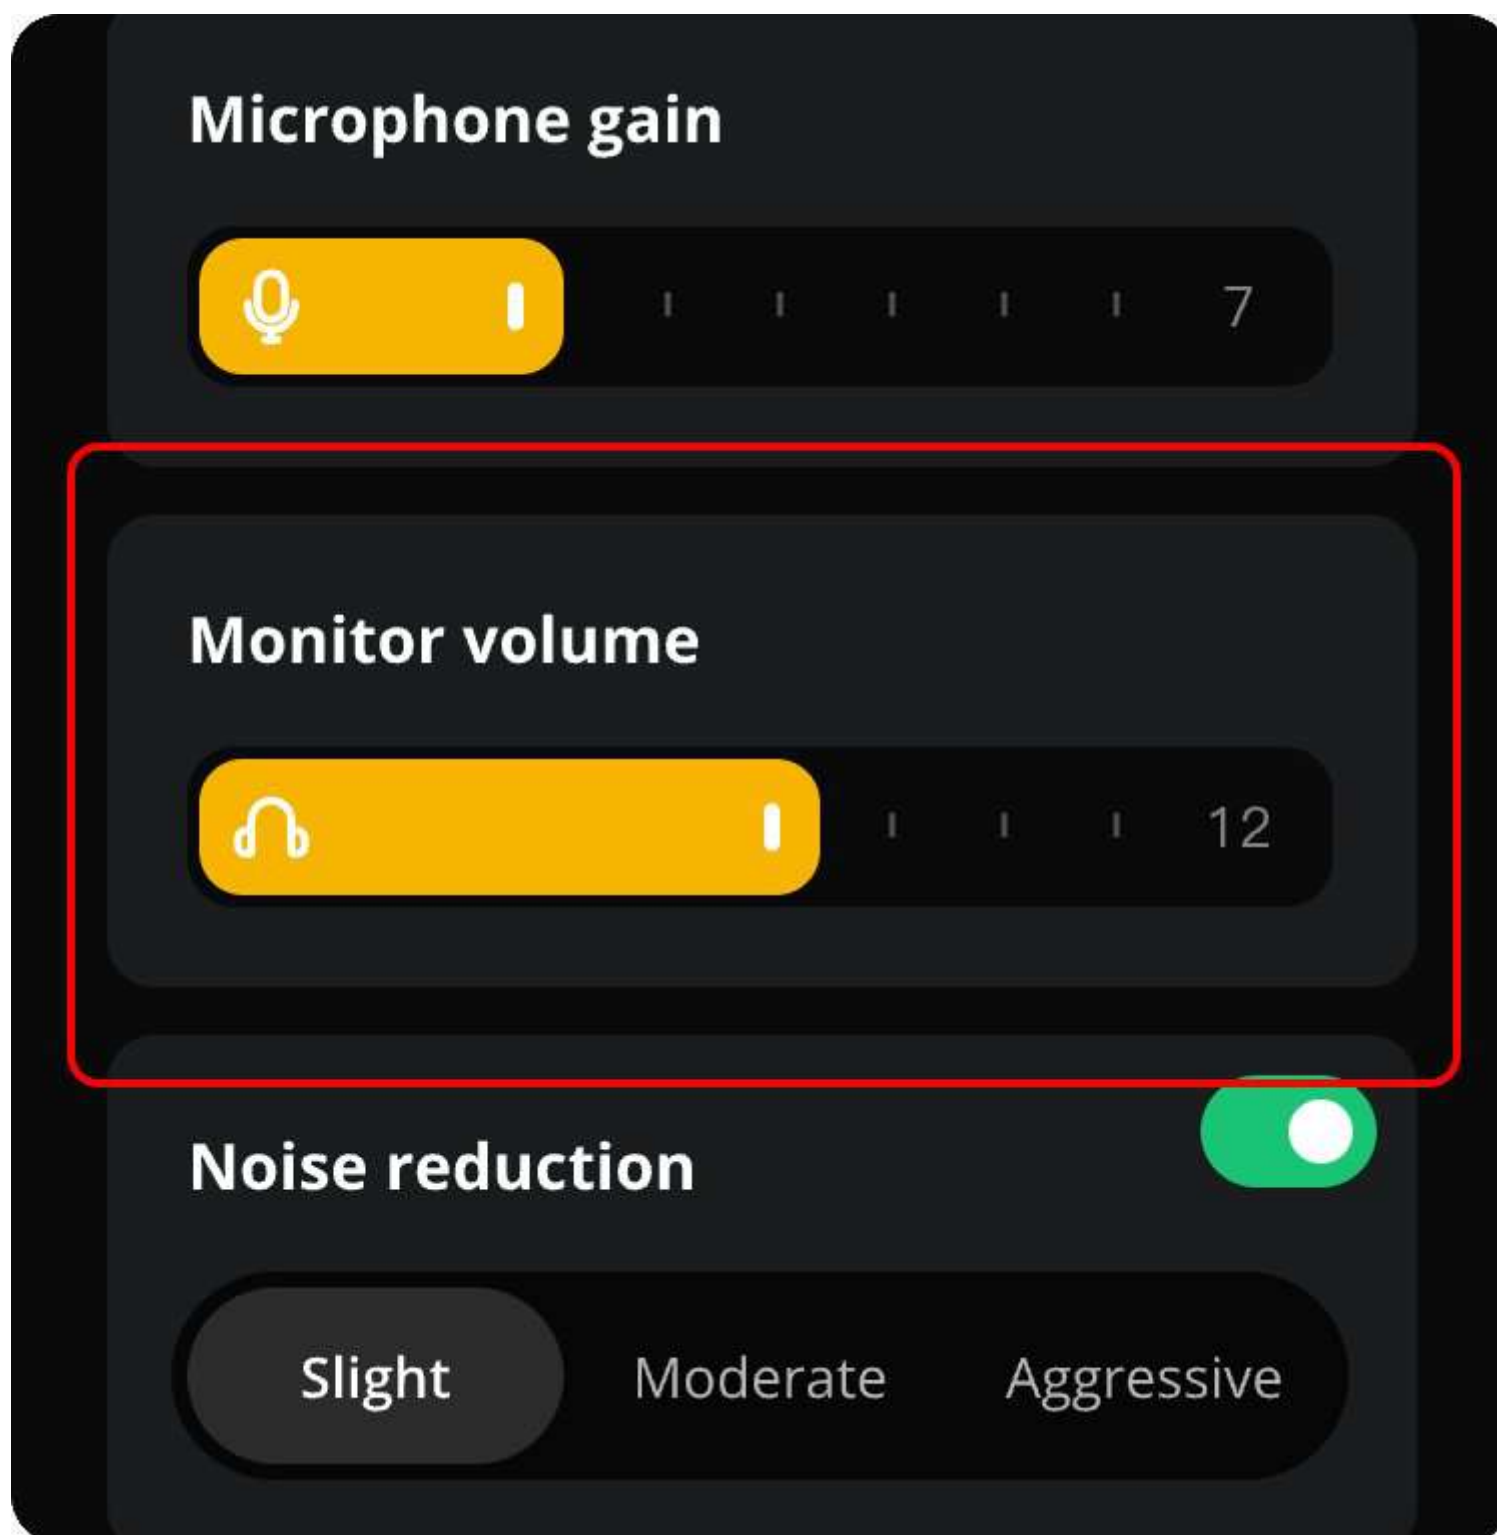 Microphone gain
7
Monitor volume
12
Noise reduction
Slight Moderate Aggressive